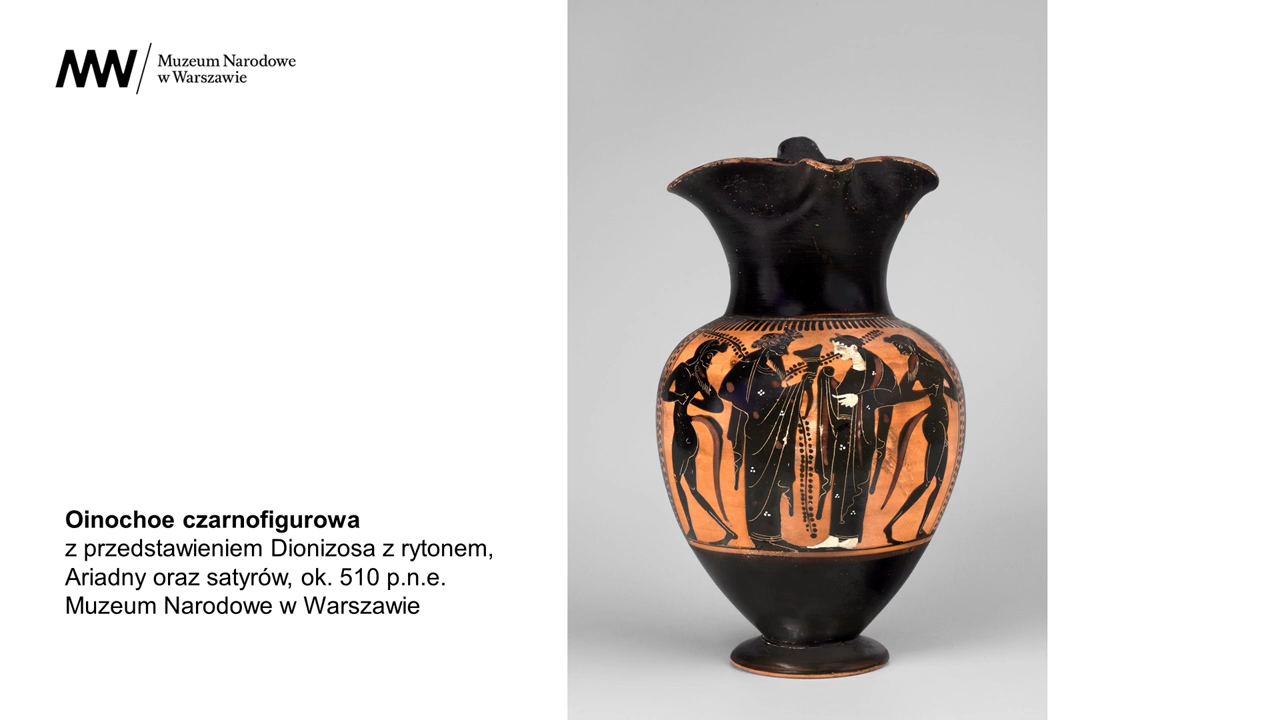 MNW
Muzeum Narodowe
w Warszawie
Oinochoe czarnofigurowa
z przedstawieniem Dionizosa z rytonem,
Ariadny oraz satyrów, ok. 510 p.n.e.
Muzeum Narodowe w Warszawie